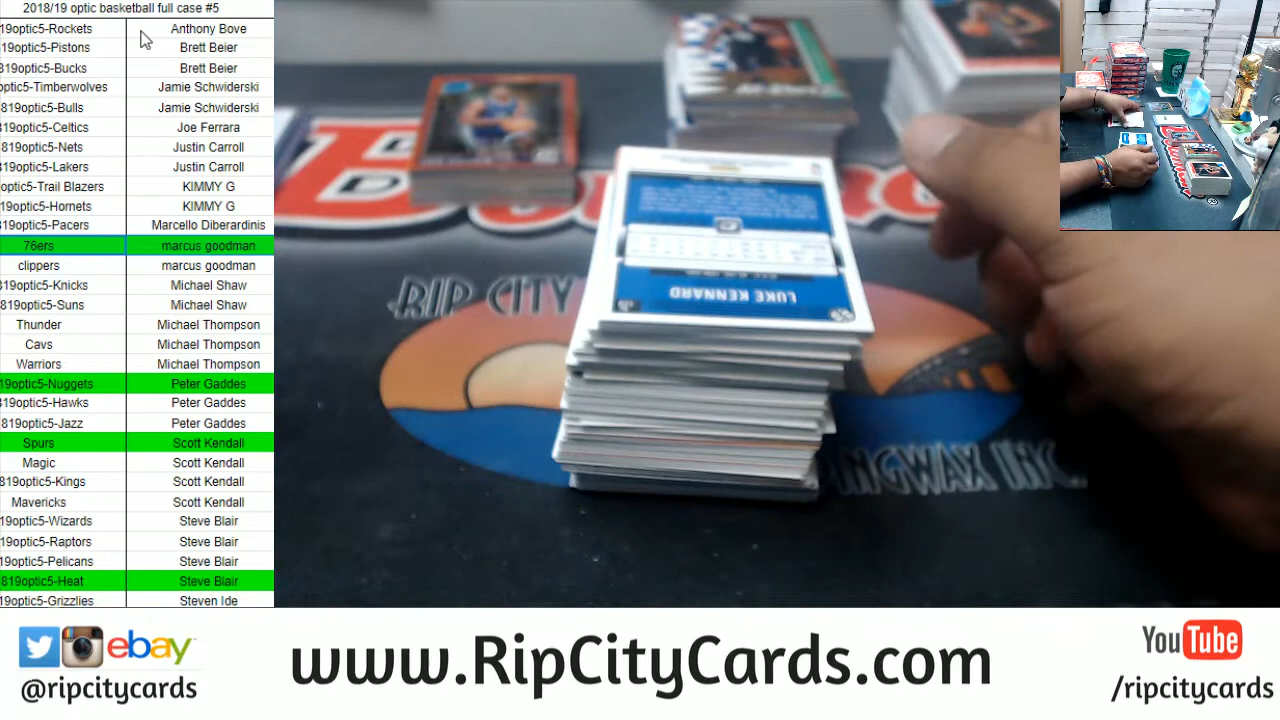 2018/19 optic basketball full case #5
19optic5-Rockets Anthony Bove
819optic5-Pistons Brett Beier
819optic5-Bucks Brett Beier
optic5-Timberwolves Jamie Schwiderski
819optic5-Bulls Jamie Schwiderski
819optic5-Celtics Joe Ferrara
819optic5-Nets Justin Carroll
819optic5-Lakers Justin Carroll
optic5-Trail Blazers KIMMY G
19optic5-Hornets KIMMY G
819optic5-Pacers Marcello Diberardinis
76ers marcus goodman
clippers marcus goodman
819optic5-Knicks Michael Shaw
819optic5-Suns Michael Shaw
Thunder Michael Thompson
Cavs Michael Thompson
Warriors Michael Thompson
19optic5-Nuggets Peter Gaddes
19optic5-Hawks Peter Gaddes
819optic5-Jazz Peter Gaddes
Spurs Scott Kendall
Magic Scott Kendall
819optic5-Kings Scott Kendall
Mavericks Scott Kendall
19optic5-Wizards Steve Blair
19optic5-Raptors Steve Blair
19optic5-Pelicans Steve Blair
819optic5-Heat Steve Blair
19optic5-Grizzlies Steven Ide
LUKE KENNARD
RIP CITY
PINGWAX INC.
ebay
@ripcitycards
www.RipCityCards.com
YouTube
/ripcitycards